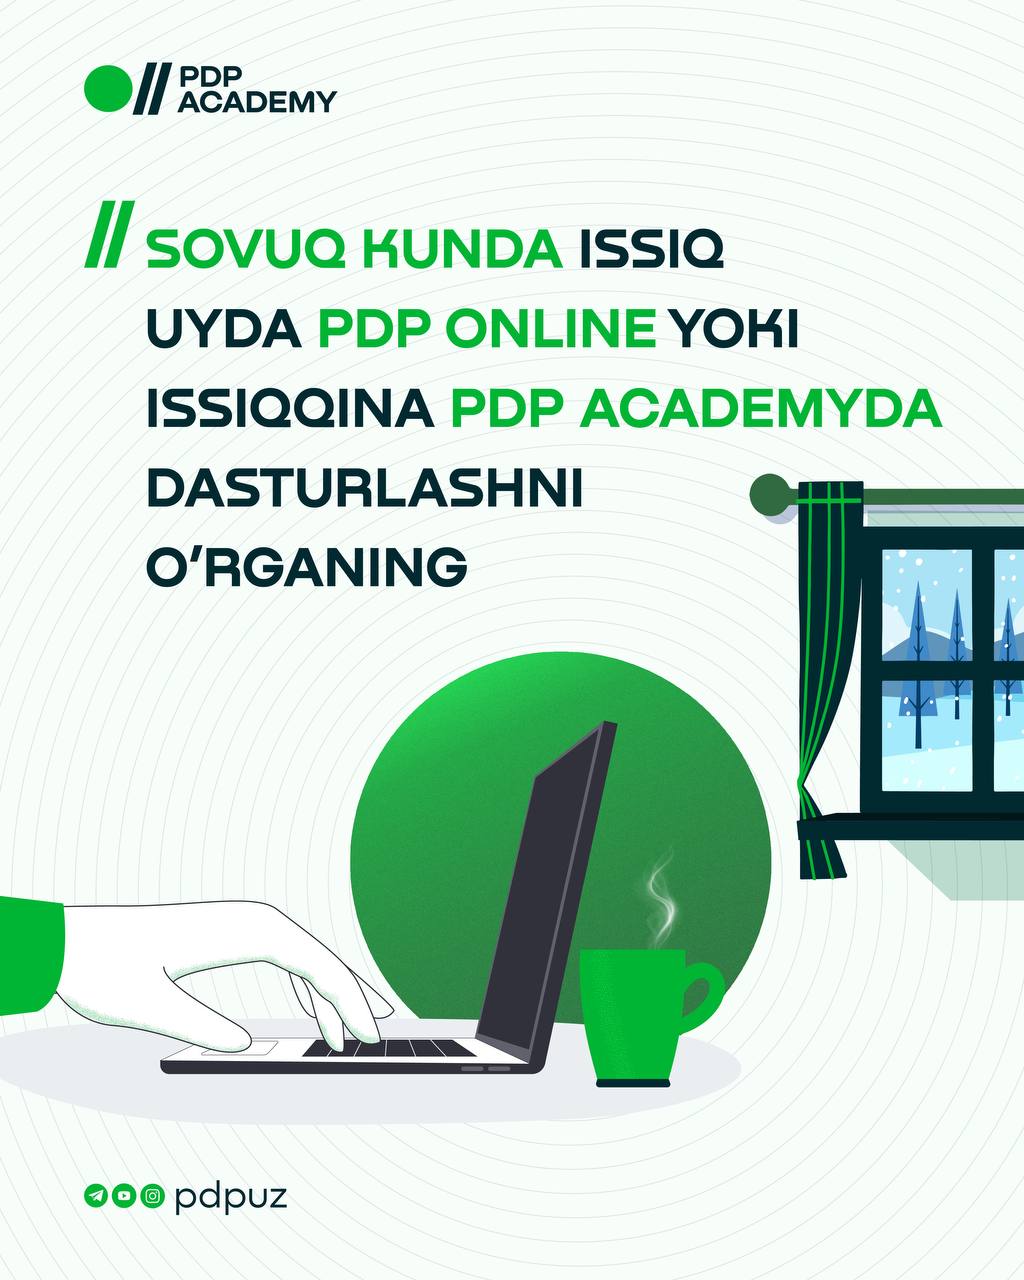 PDP
ACADEMY
SOVUQ KUNDA ISSIQ
UYDA PDP ONLINE YOKI
ISSIQQINA PDP ACADEMYDA
DASTURLASHNI
O’RGANING
pdpuz